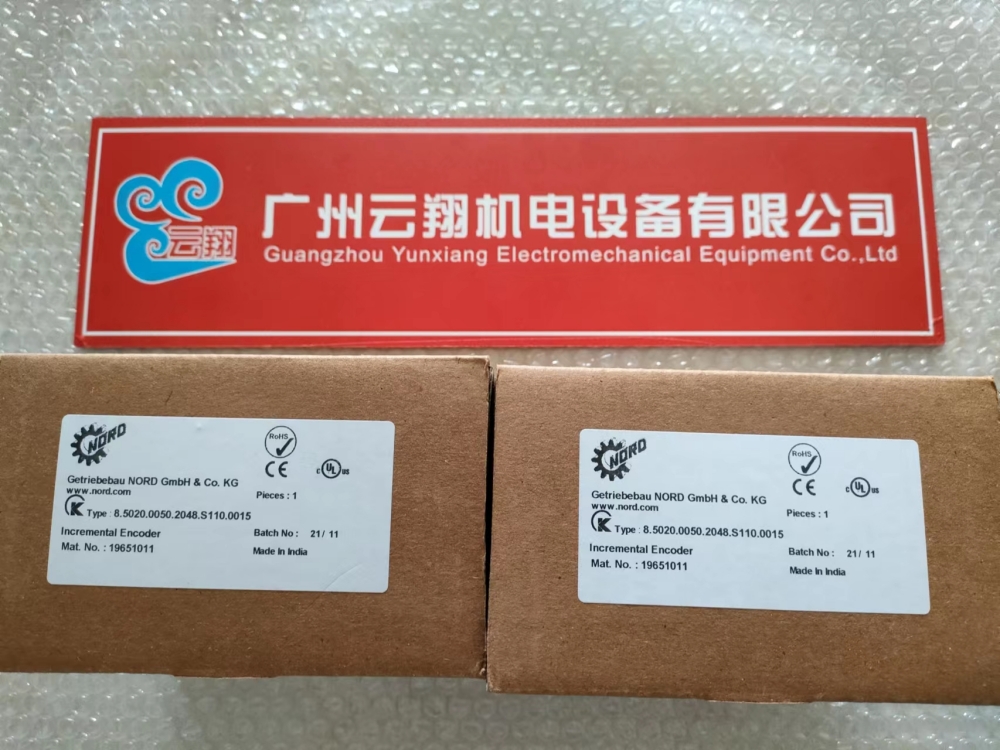 云翔
广州云翔机电设备有限公司
Guangzhou Yunxiang Electromechanical Equipment Co.,Ltd
NORD
RoHS
CE
c UL us
Getriebebau NORD GmbH & Co. KG
www.nord.com
Pieces : 1
K Type : 8.5020.0050.2048.S110.0015
Incremental Encoder
Batch No : 21/ 11
Mat. No. : 19651011
Made in India
NORD
RoHS
CE
c UL us
Getriebebau NORD GmbH & Co. KG
www.nord.com
Pieces : 1
K Type : 8.5020.0050.2048.S110.0015
Incremental Encoder
Batch No : 21/ 11
Mat. No. : 19651011
Made in India